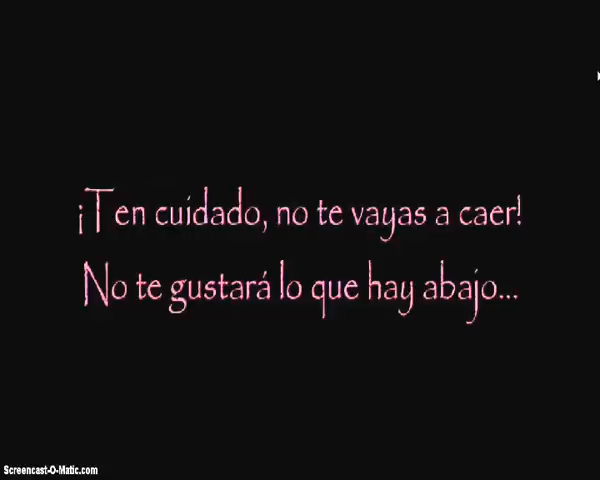 ¡Ten cuidado, no te vayas a caer!
No te gustará lo que hay abajo...
Screencast-O-Matic.com